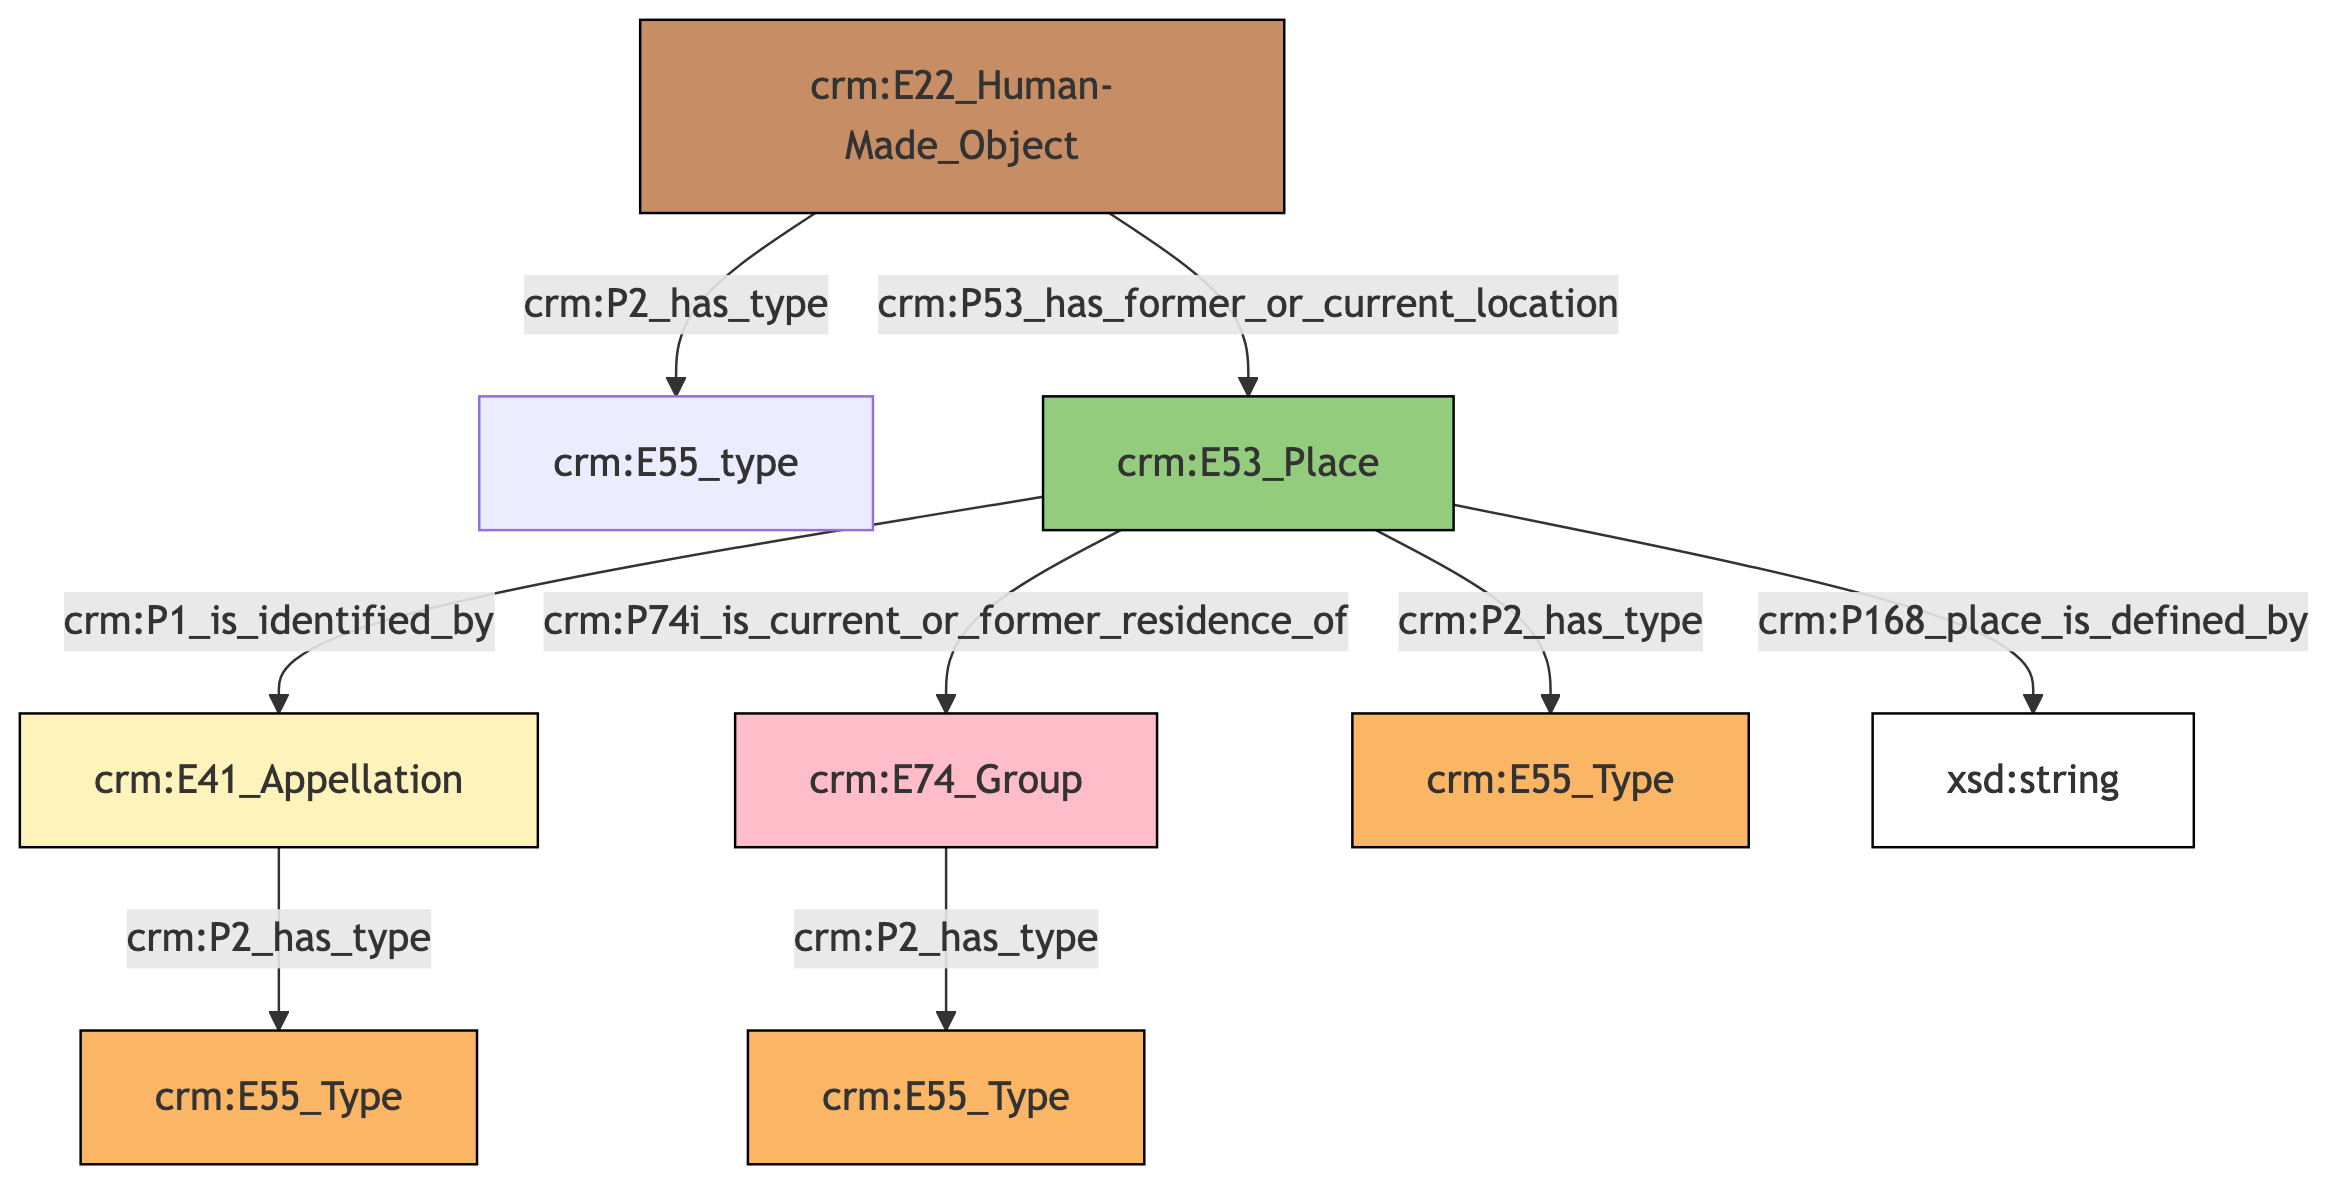 crm:E22_Human-
Made_Object
crm:P2_has_type
crm:P53_has_former_or_current_location
crm:E55_type
crm:E53_Place
crm:P1_is_identified_by
crm:P74i_is_current_or_former_residence_of
crm:P2_has_type
crm:P168_place_is_defined_by
crm:E41_Appellation
crm:E74_Group
crm:E55_Type
xsd:string
crm:P2_has_type
crm:P2_has_type
crm:E55_Type
crm:E55_Type